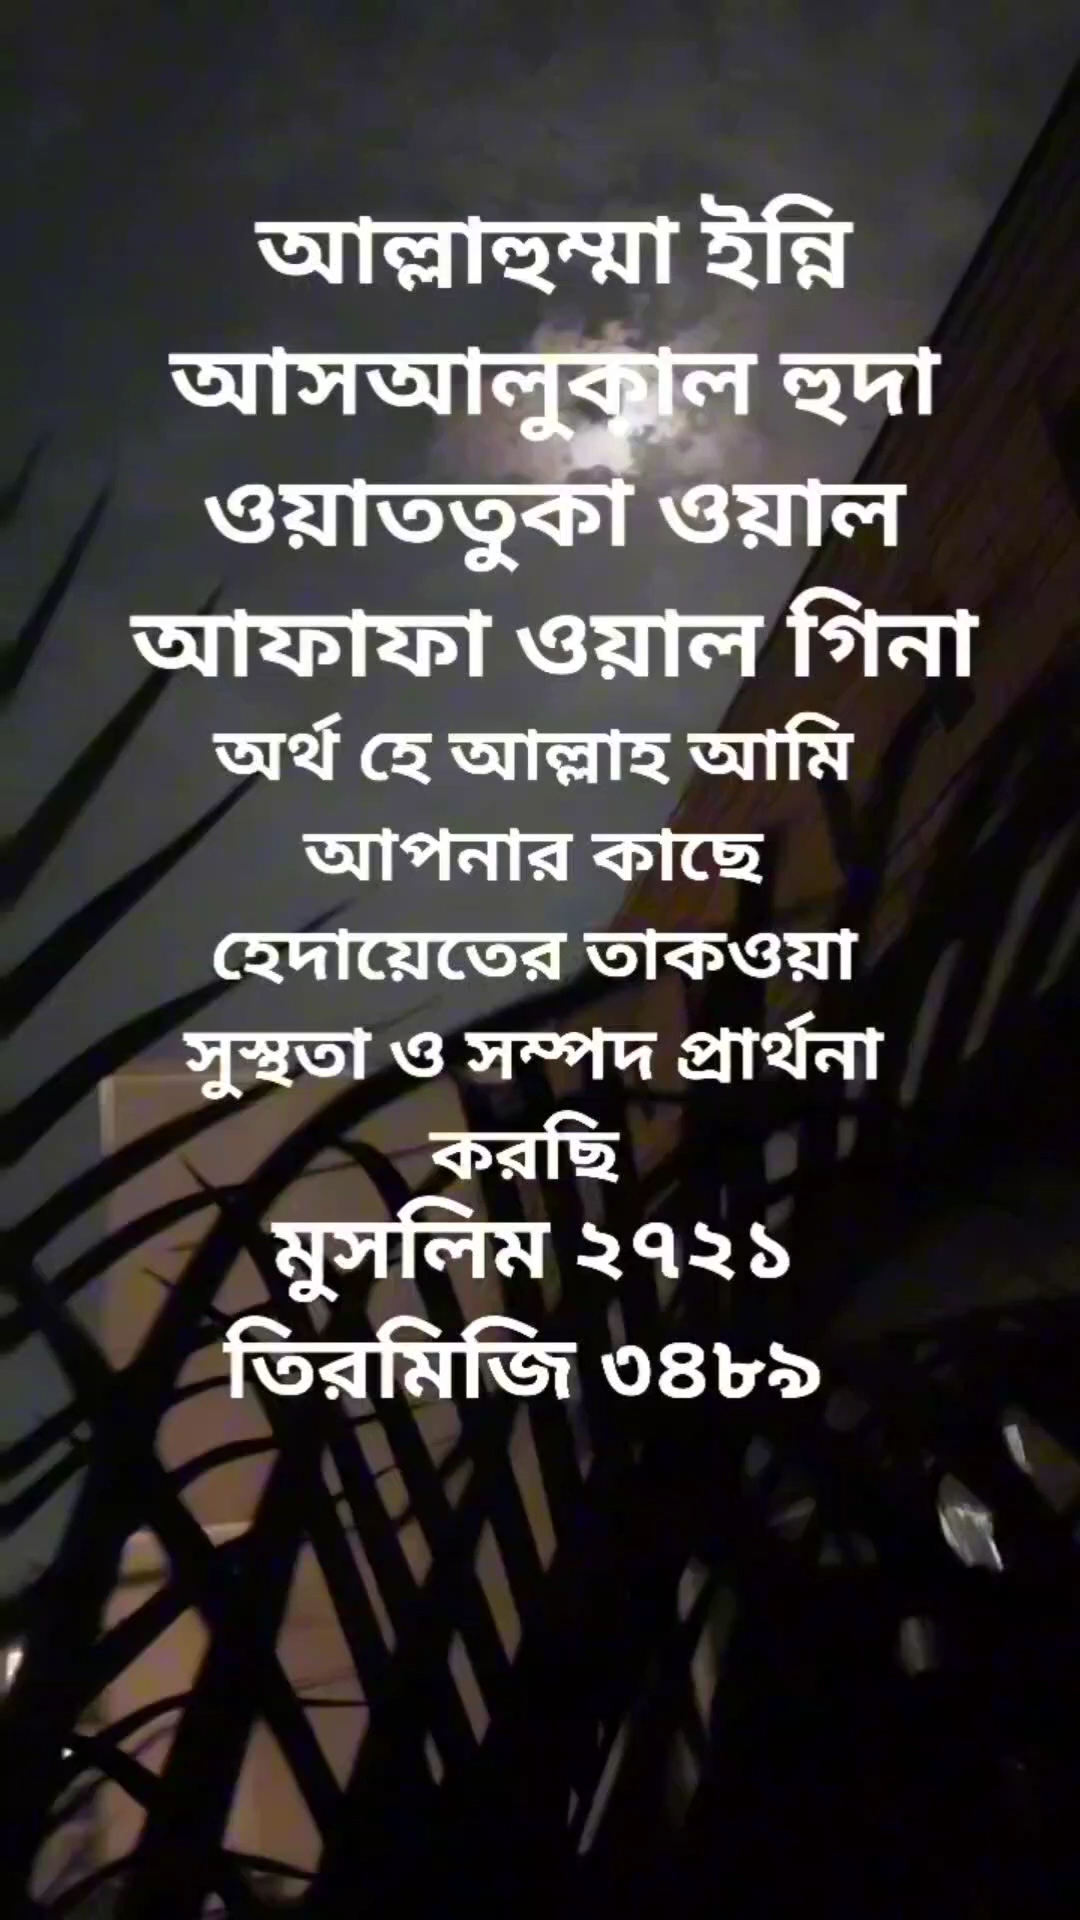 আল্লাহুম্মা ইন্নি
আসআলুকাল হুদা
ওয়াততুকা ওয়াল
আফাফা ওয়াল গিনা
অর্থ হে আল্লাহ আমি
আপনার কাছে
হেদায়েতের তাকওয়া
সুস্থতা ও সম্পদ প্রার্থনা
করছি
মুসলিম ২৭২১
তিরমিজি ৩৪৮৯